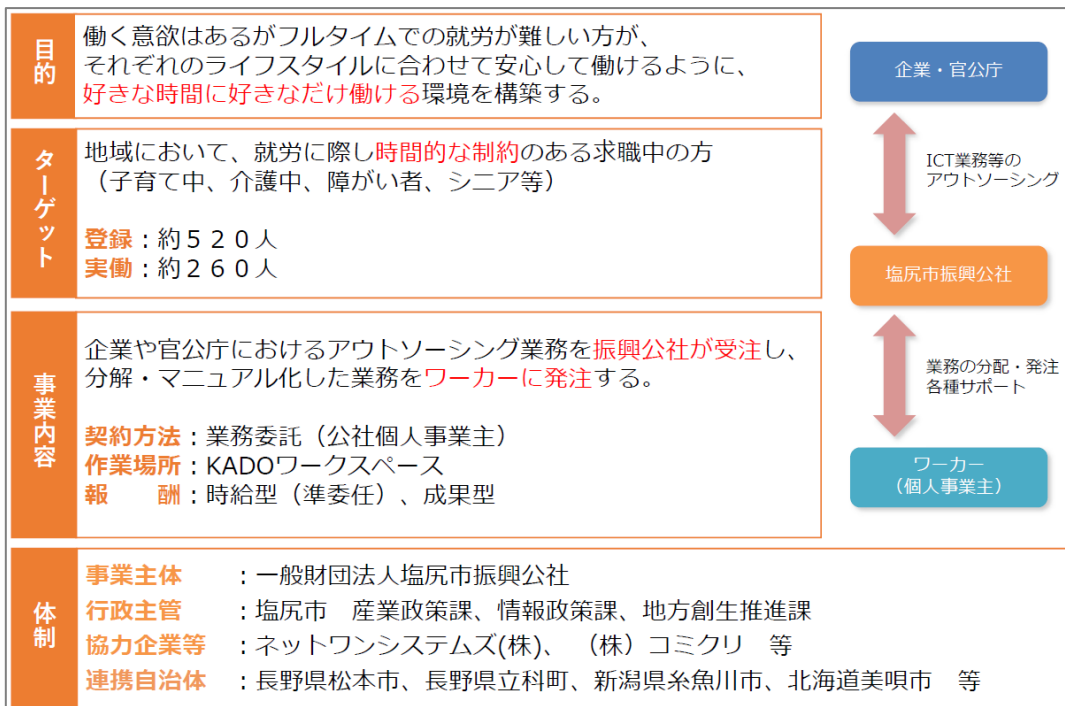 目的
働く意欲はあるがフルタイムでの就労が難しい方が、
それぞれのライフスタイルに合わせて安心して働けるように、
好きな時間に好きなだけ働ける環境を構築する。
ターゲット
地域において、就労に際し時間的な制約のある求職中の方
（子育て中、介護中、障がい者、シニア等）
登録：約５２０人
実働：約２６０人
事業内容
企業や官公庁におけるアウトソーシング業務を振興公社が受注し、
分解・マニュアル化した業務をワーカーに発注する。
契約方法：業務委託（公社個人事業主）
作業場所：KADOワークスペース
報　　酬：時給型（準委任）、成果型
企業・官公庁
ICT業務等の
アウトソーシング
塩尻市振興公社
業務の分配・発注
各種サポート
ワーカー
（個人事業主）
体制
事業主体　　：一般財団法人塩尻市振興公社
行政主管　　：塩尻市　産業政策課、情報政策課、地方創生推進課
協力企業等　：ネットワンシステムズ(株)、（株）コミクリ　等
連携自治体　：長野県松本市、長野県立科町、新潟県糸魚川市、北海道美唄市　等